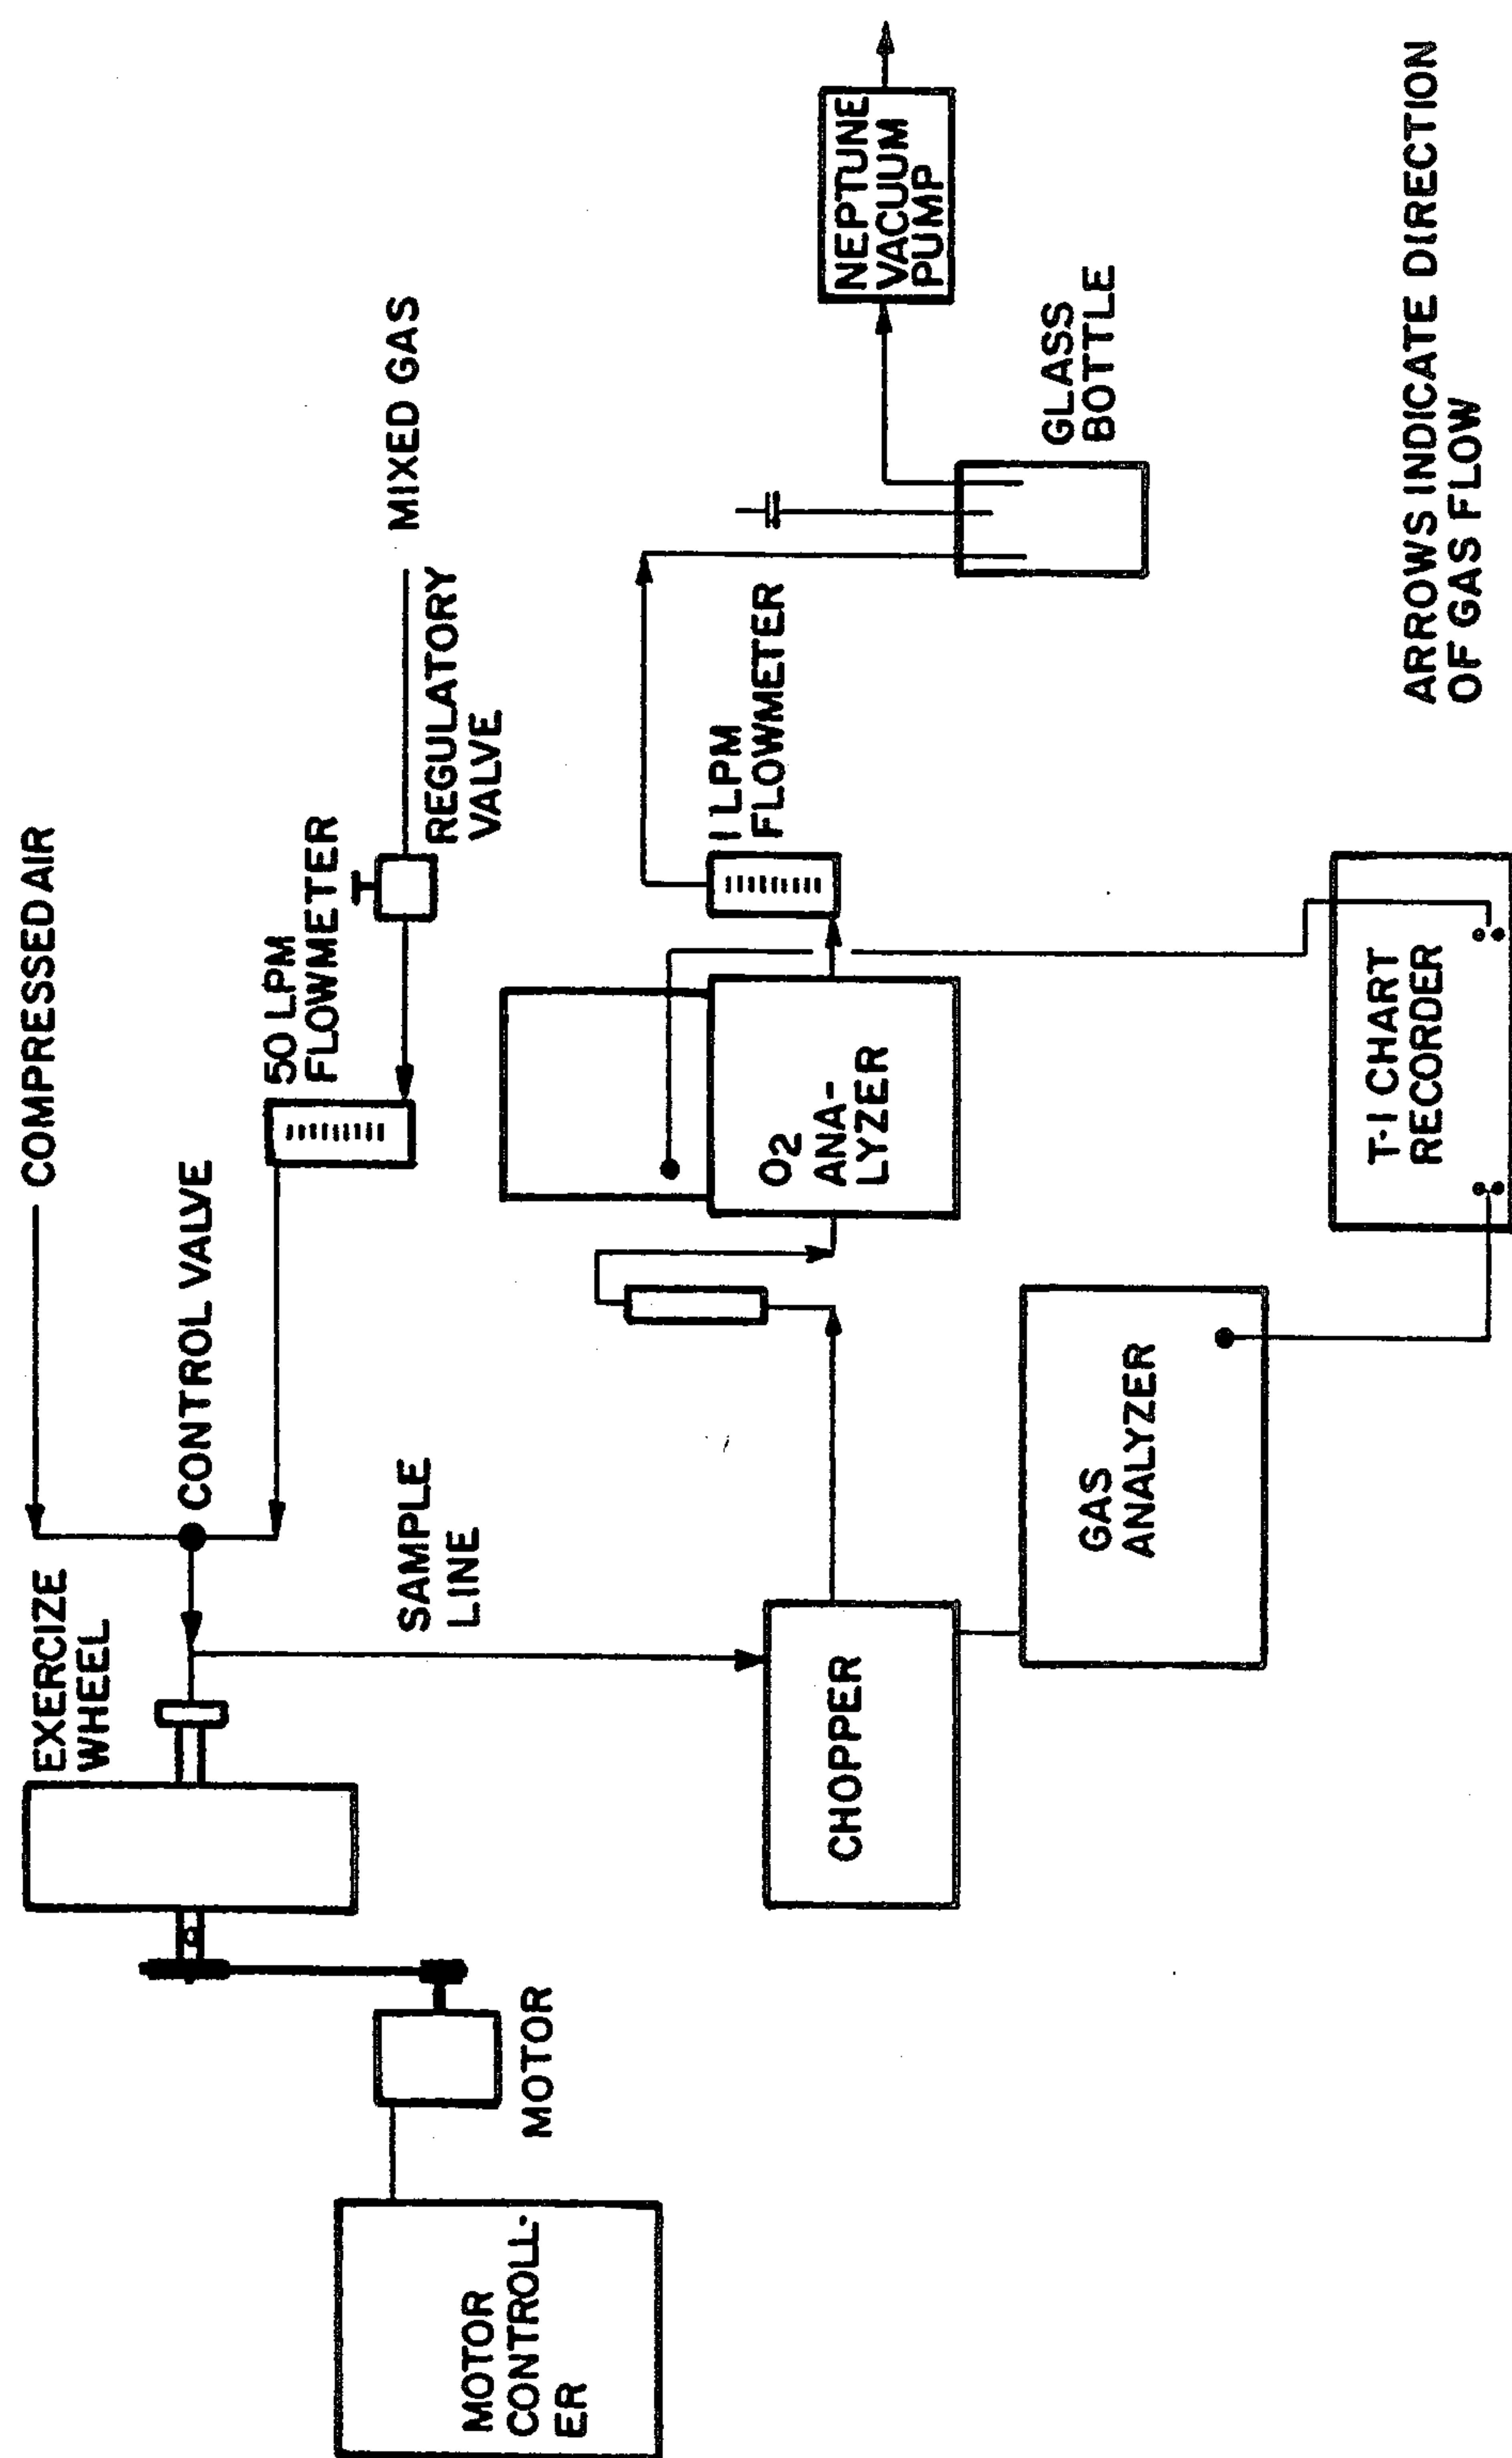 COMPRESSED AIR
EXERCIZE
WHEEL
CONTROL VALVE
50 LPM
FLOWMETER
MIXED GAS
REGULATORY
VALVE
SAMPLE
LINE
MOTOR
MOTOR
CONTROLL-
ER
1 LPM
FLOWMETER
O2
ANA-
LYZER
NEPTUNE
VACUUM
PUMP
CHOPPER
GLASS
BOTTLE
GAS
ANALYZER
T-I CHART
RECORDER
ARROWS INDICATE DIRECTION
OF GAS FLOW